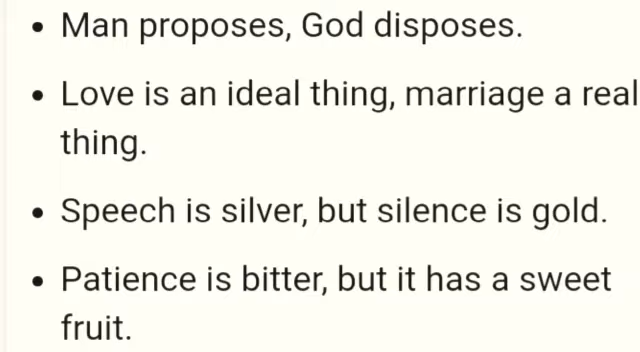 • Man proposes, God disposes.
• Love is an ideal thing, marriage a real
thing.
• Speech is silver, but silence is gold.
• Patience is bitter, but it has a sweet
fruit.